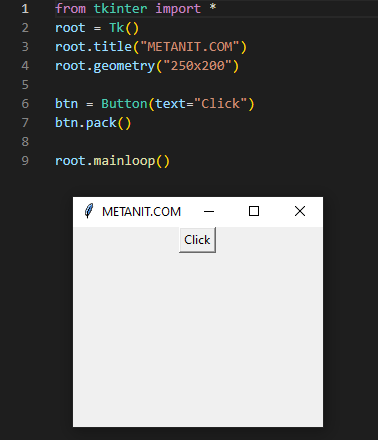 1 from tkinter import *
2 root = Tk()
3 root.title("METANIT.COM")
4 root.geometry("250x200")
5
6 btn = Button(text="Click")
7 btn.pack()
8
9 root.mainloop()
METANIT.COM
Click